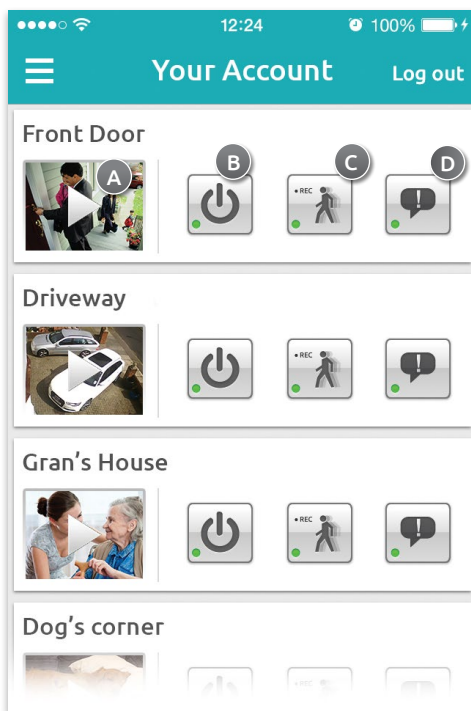 12:24 100%
Your Account Log out
Front Door
A B C D
• REC
!
Driveway
• REC
!
Gran's House
• REC
!
Dog's corner